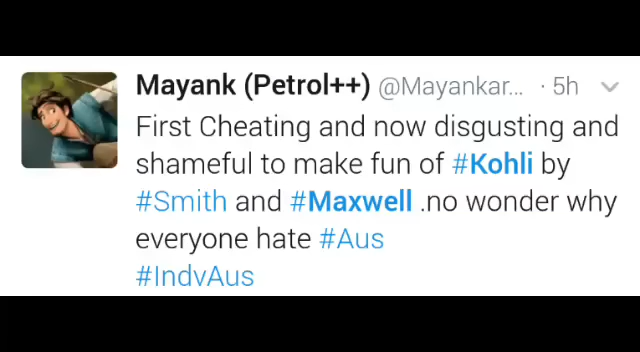 Mayank (Petrol++) @Mayankar... · 5h
First Cheating and now disgusting and
shameful to make fun of #Kohli by
#Smith and #Maxwell .no wonder why
everyone hate #Aus
#IndvAus